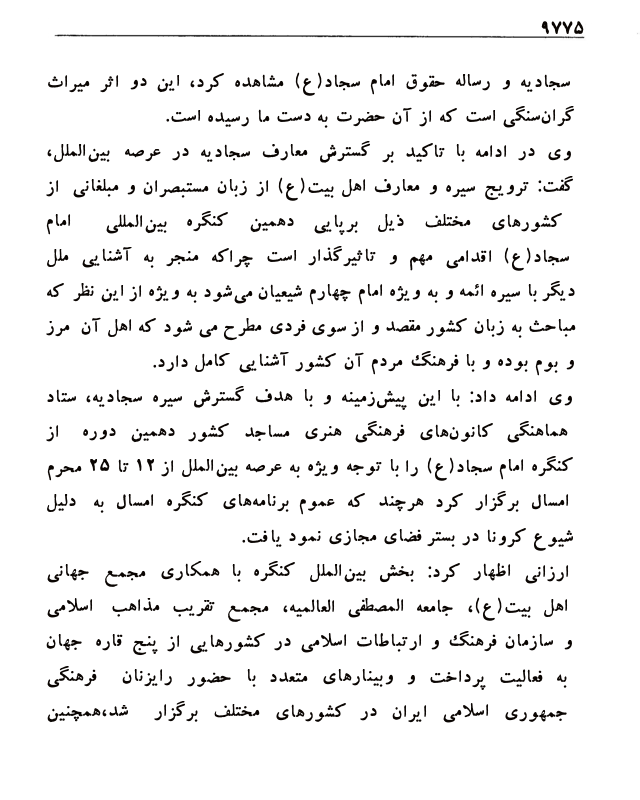 ۹۷۷۵
سجادیه و رساله حقوق امام سجاد(ع) مشاهده کرد، این دو اثر میراث
گران‌سنگی است که از آن حضرت به دست ما رسیده است.
وی در ادامه با تاکید بر گسترش معارف سجادیه در عرصه بین‌الملل،
گفت: ترویج سیره و معارف اهل بیت(ع) از زبان مستبصران و مبلغانی از
کشورهای مختلف ذیل برپایی دهمین کنگره بین‌المللی امام
سجاد(ع) اقدامی مهم و تاثیرگذار است چراکه منجر به آشنایی ملل
دیگر با سیره ائمه و به ویژه امام چهارم شیعیان می‌شود به ویژه از این نظر که
مباحث به زبان کشور مقصد و از سوی فردی مطرح می شود که اهل آن مرز
و بوم بوده و با فرهنگ مردم آن کشور آشنایی کامل دارد.
وی ادامه داد: با این پیش‌زمینه و با هدف گسترش سیره سجادیه، ستاد
هماهنگی کانون‌های فرهنگی هنری مساجد کشور دهمین دوره از
کنگره امام سجاد(ع) را با توجه ویژه به عرصه بین‌الملل از ۱۲ تا ۲۵ محرم
امسال برگزار کرد هرچند که عموم برنامه‌های کنگره امسال به دلیل
شیوع کرونا در بستر فضای مجازی نمود یافت.
ارزانی اظهار کرد: بخش بین‌الملل کنگره با همکاری مجمع جهانی
اهل بیت(ع)، جامعه المصطفی العالمیه، مجمع تقریب مذاهب اسلامی
و سازمان فرهنگ و ارتباطات اسلامی در کشورهایی از پنج قاره جهان
به فعالیت پرداخت و وبینارهای متعدد با حضور رایزنان فرهنگی
جمهوری اسلامی ایران در کشورهای مختلف برگزار شد،همچنین